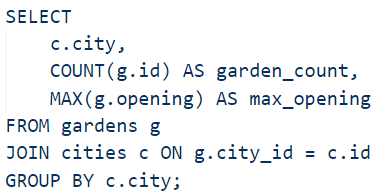 SELECT
    c.city,
    COUNT(g.id) AS garden_count,
    MAX(g.opening) AS max_opening
FROM gardens g
JOIN cities c ON g.city_id = c.id
GROUP BY c.city;